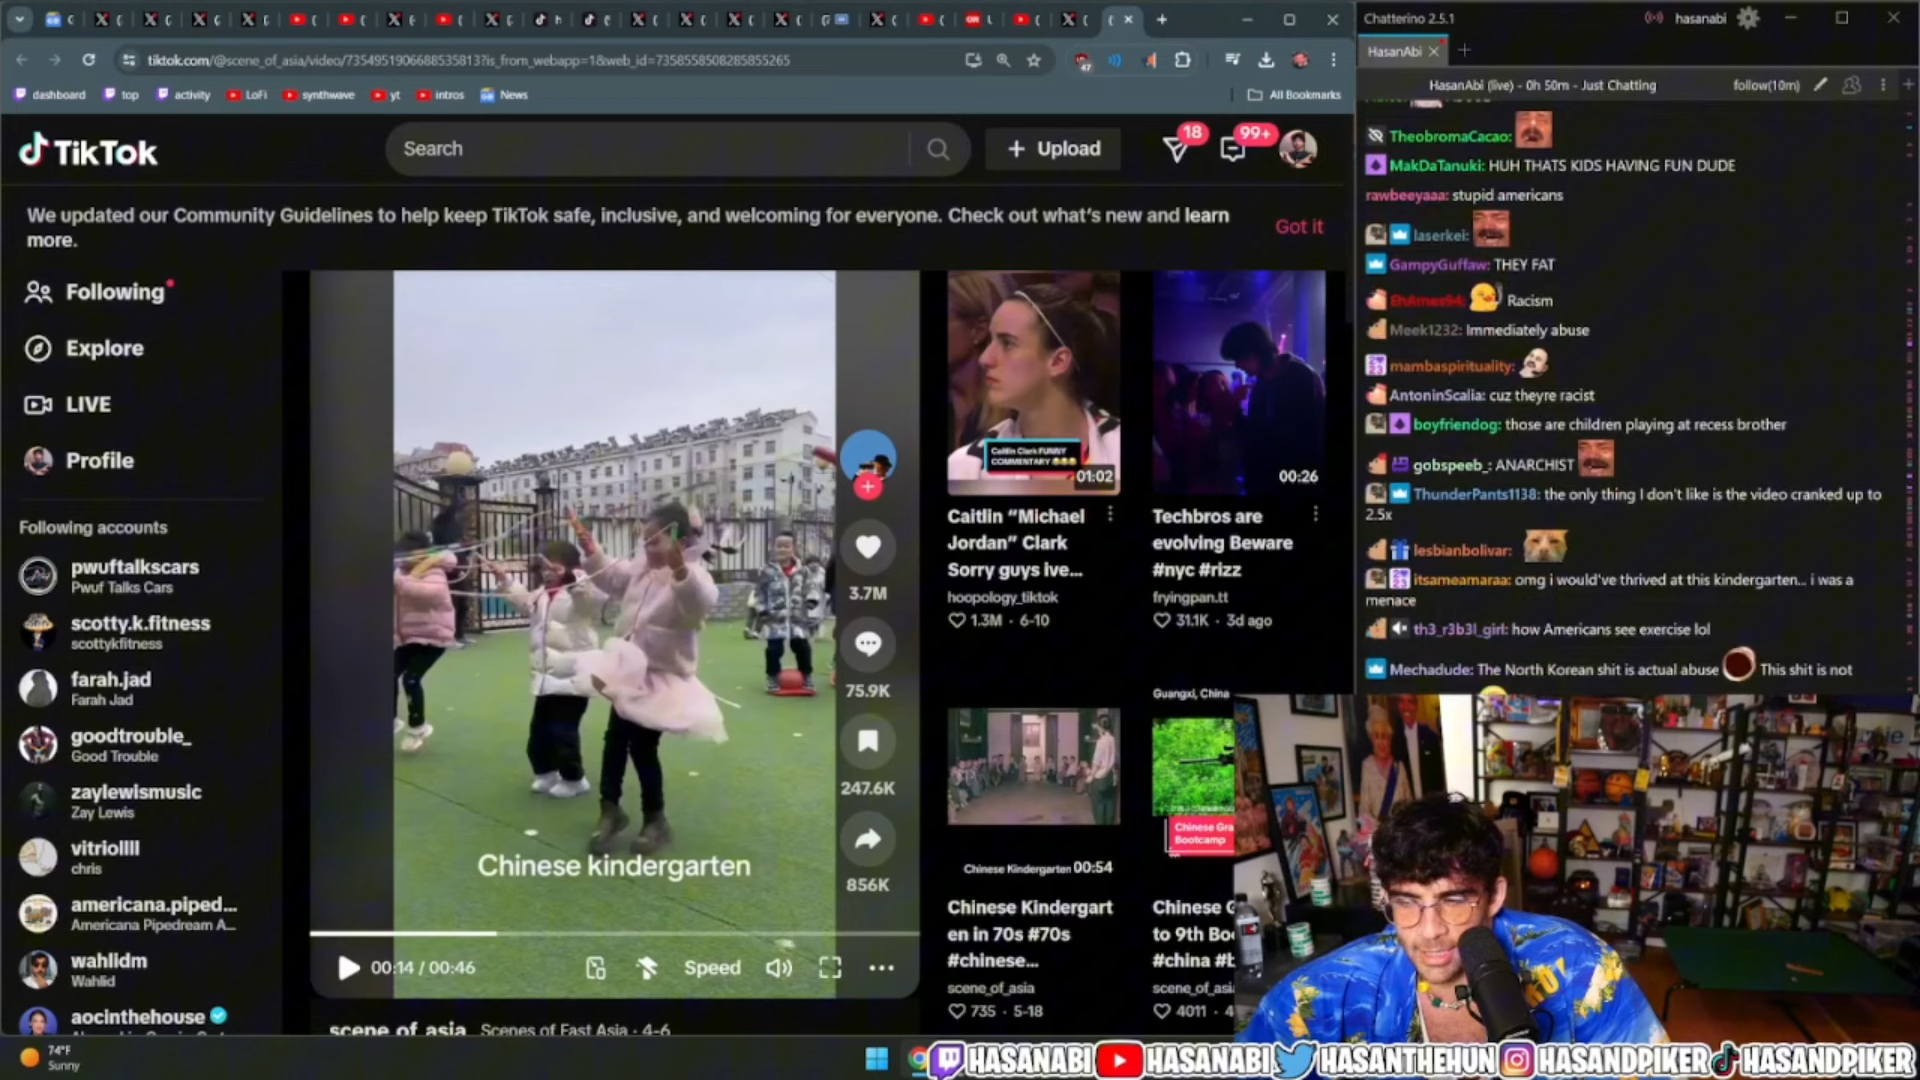 Chatterino 2.5.1
hasanabi
tiktok.com/@scene_of_asia/video/7354951906688535813?is_from_webapp=1&web_id=7358558508285855265
47
HasanAbi
dashboard
top
activity
LoFi
synthwave
yt
intros
News
All Bookmarks
HasanAbi (live) - 0h 50m - Just Chatting
follow(10m)
TikTok
Search
Upload
18
99+
We updated our Community Guidelines to help keep TikTok safe, inclusive, and welcoming for everyone. Check out what's new and learn
more.
Got it
Following
Explore
LIVE
Profile
Following accounts
pwuftalkscars
Pwuf Talks Cars
scotty.k.fitness
scottykfitness
farah.jad
Farah Jad
goodtrouble_
Good Trouble
zaylewismusic
Zay Lewis
vitriollll
chris
americana.piped...
Americana Pipedream A...
wahlidm
Wahlid
aocinthehouse
Chinese kindergarten
00:14 / 00:46
Speed
3.7M
75.9K
247.6K
856K
scene_of_asia Scenes of East Asia · 4-6
Caitlin Clark FUNNY
COMMENTARY
01:02
Caitlin “Michael
Jordan” Clark
Sorry guys ive...
hoopology_tiktok
1.3M · 6-10
00:26
Techbros are
evolving Beware
#nyc #rizz
fryingpan.tt
31.1K · 3d ago
Chinese Kindergarten
00:54
Chinese Kindergart
en in 70s #70s
#chinese...
scene_of_asia
735 · 5-18
Guangxi, China
Chinese Gra
Bootcamp
Chinese G
to 9th Boo
#china #b
scene_of_asia
4011 · 4
TheobromaCacao:
MakDaTanuki: HUH THATS KIDS HAVING FUN DUDE
rawbeeyaaa: stupid americans
laserkei:
GampyGuffaw: THEY FAT
EhAmes94: Racism
Meek1232: Immediately abuse
mambaspirituality:
AntoninScalia: cuz theyre racist
boyfriendog: those are children playing at recess brother
gobspeeb_: ANARCHIST
ThunderPants1138: the only thing I don't like is the video cranked up to
2.5x
lesbianbolivar:
itsameamaraa: omg i would've thrived at this kindergarten... i was a
menace
th3_r3b3l_girl: how Americans see exercise lol
Mechadude: The North Korean shit is actual abuse This shit is not
74°F
Sunny
HASANABI
HASANABI
HASANTHEHUN
HASANDPIKER
HASANDPIKER